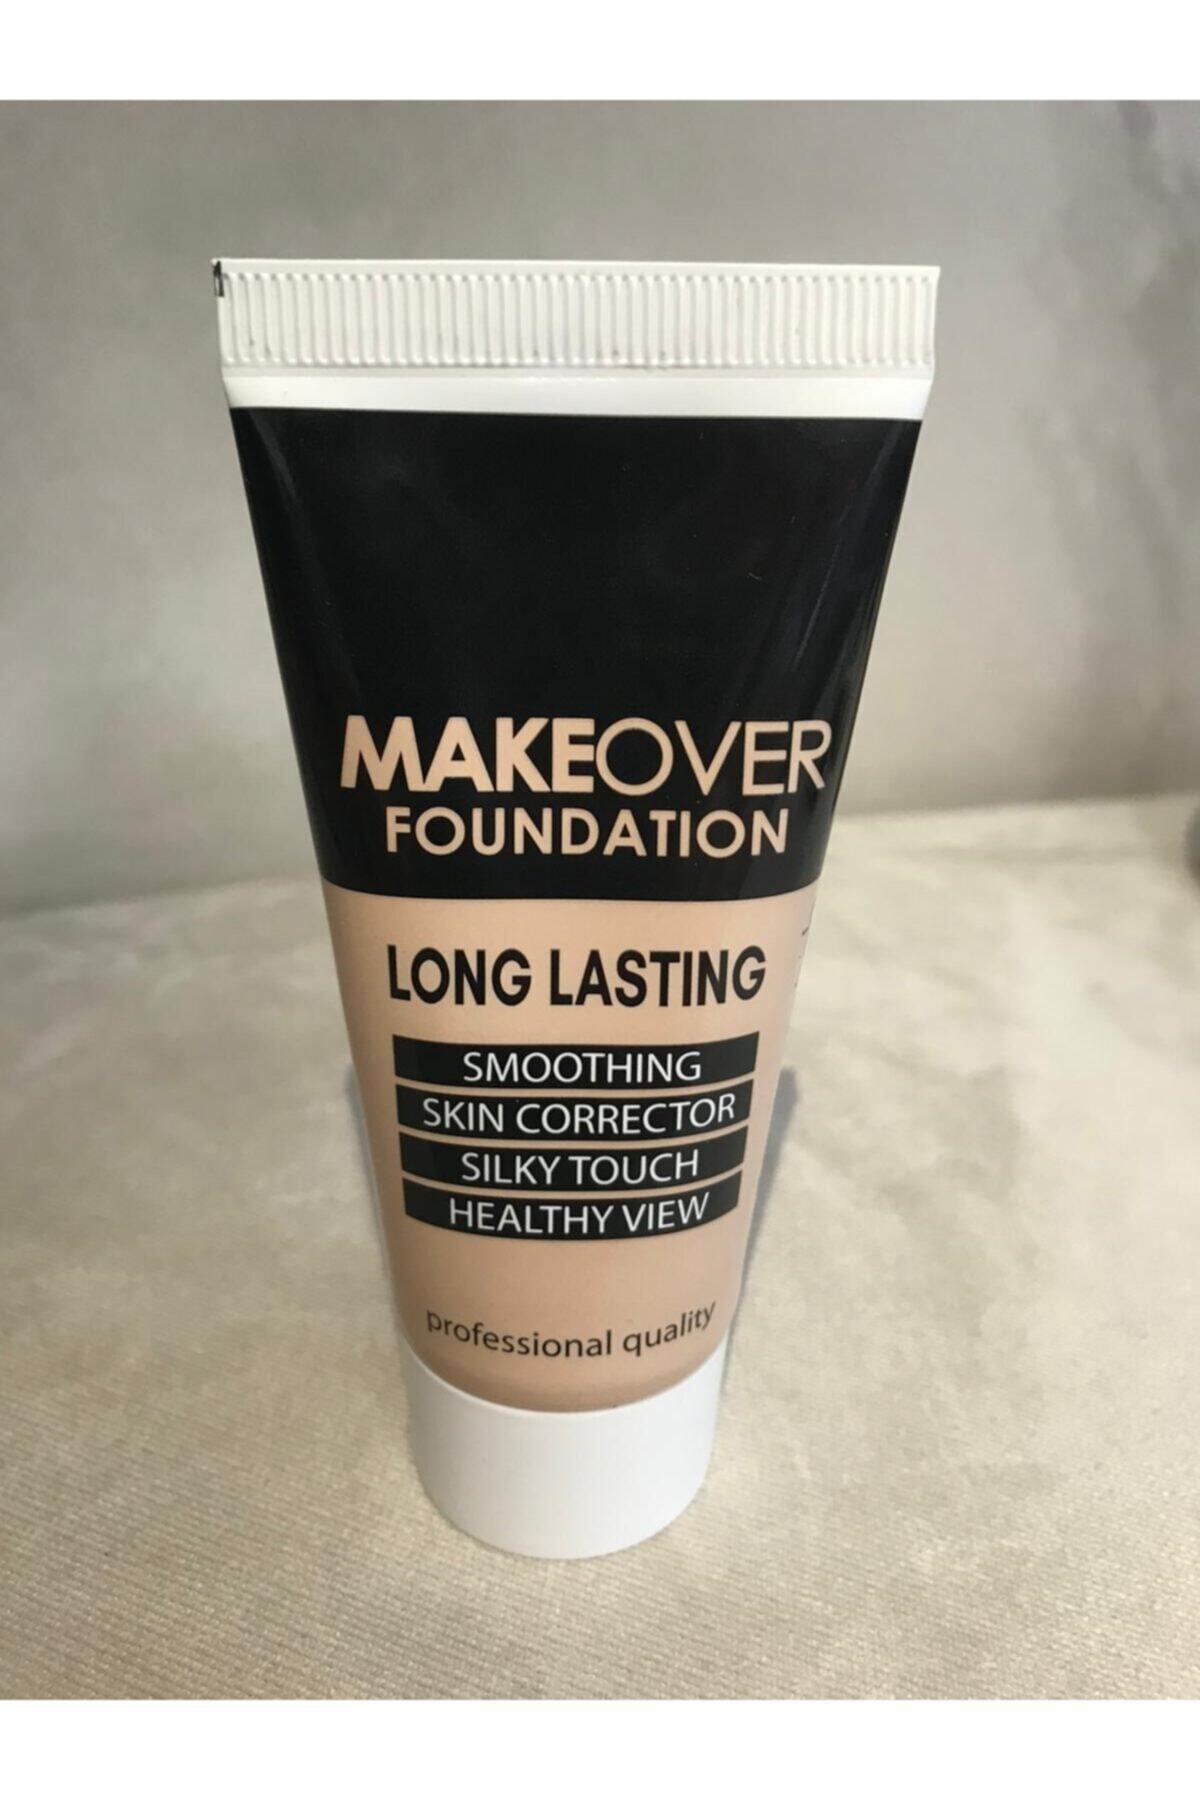 MAKEOVER
FOUNDATION
LONG LASTING
SMOOTHING
SKIN CORRECTOR
SILKY TOUCH
HEALTHY VIEW
professional quality